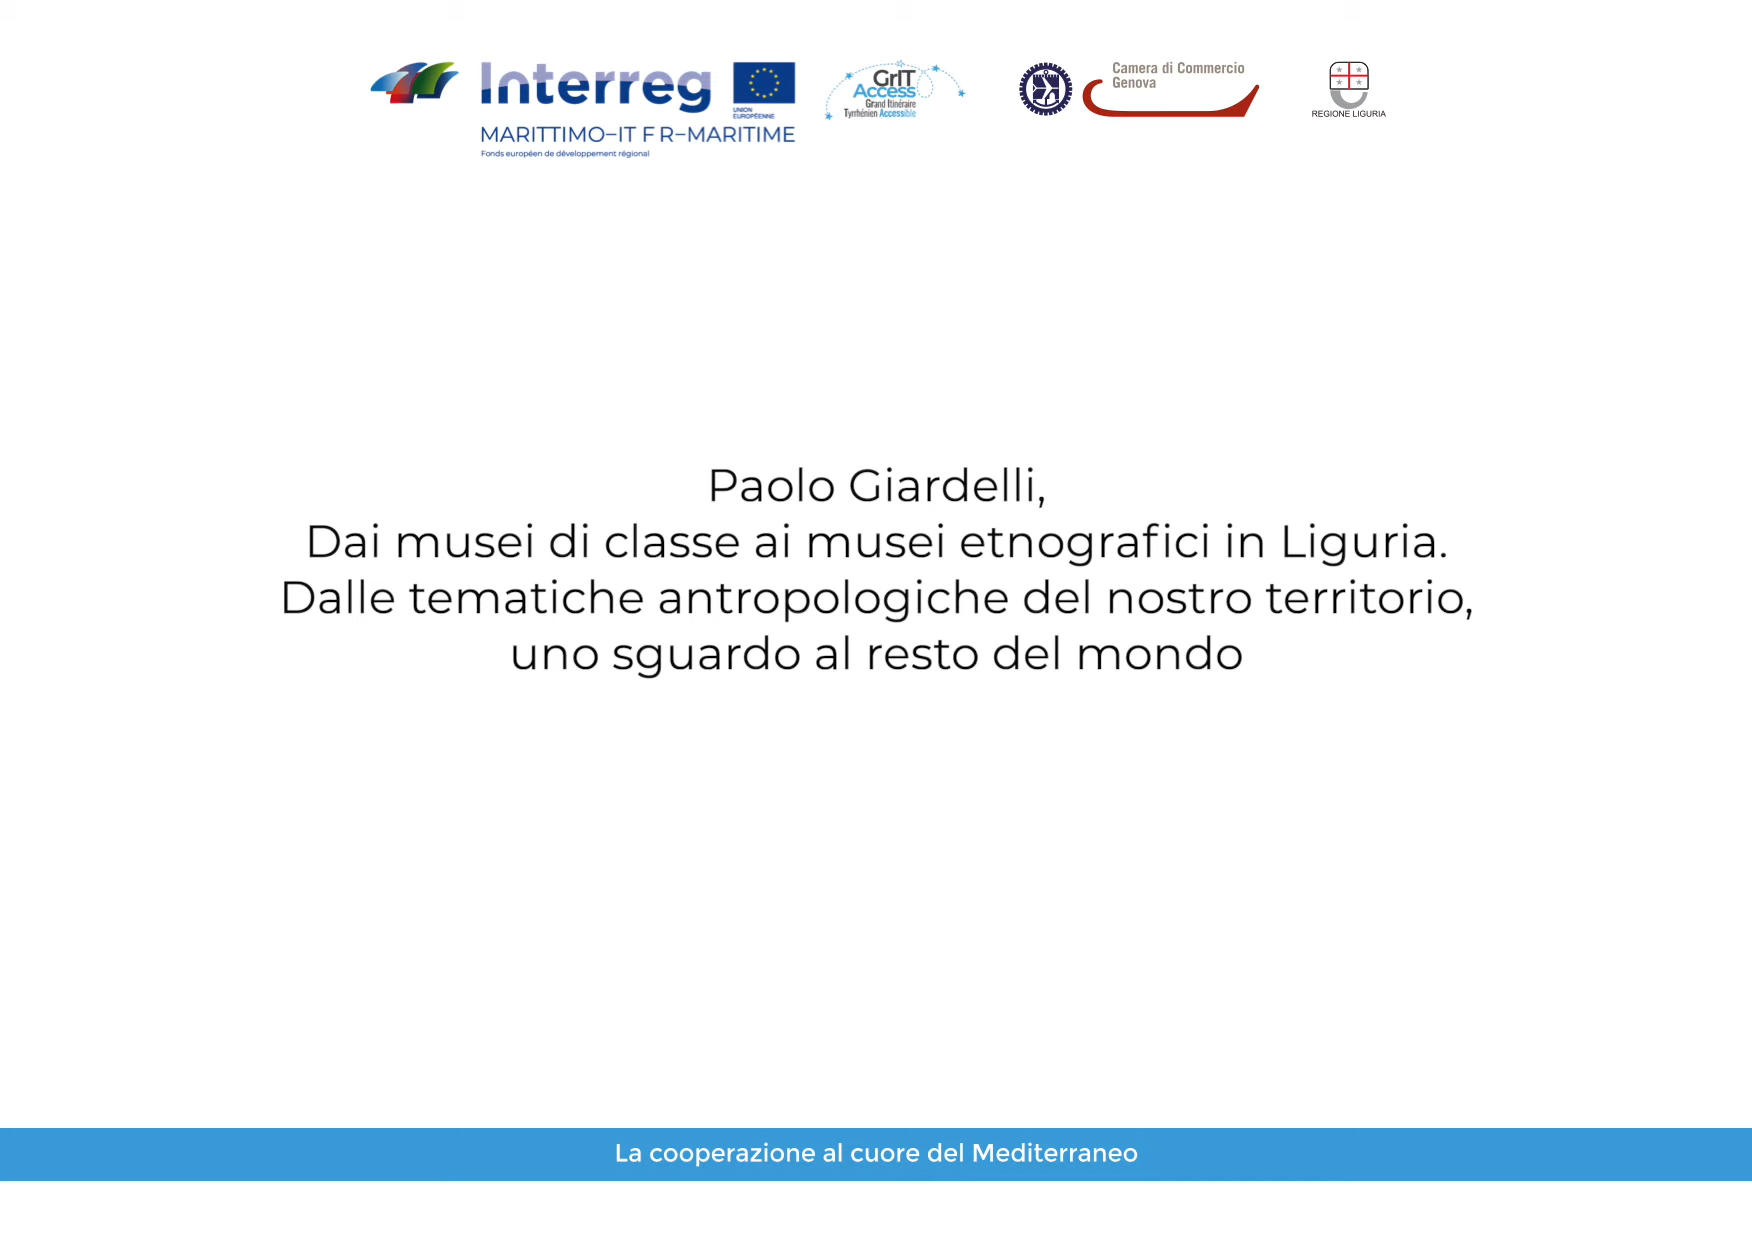 Interreg
UNION
EUROPÉENNE
MARITTIMO-IT FR-MARITIME
Fonds européen de développement régional
GrIT
Access
Grand Itinéraire
Tyrrhénien Accessible
Camera di Commercio
Genova
REGIONE LIGURIA
Paolo Giardelli,
Dai musei di classe ai musei etnografici in Liguria.
Dalle tematiche antropologiche del nostro territorio,
uno sguardo al resto del mondo
La cooperazione al cuore del Mediterraneo